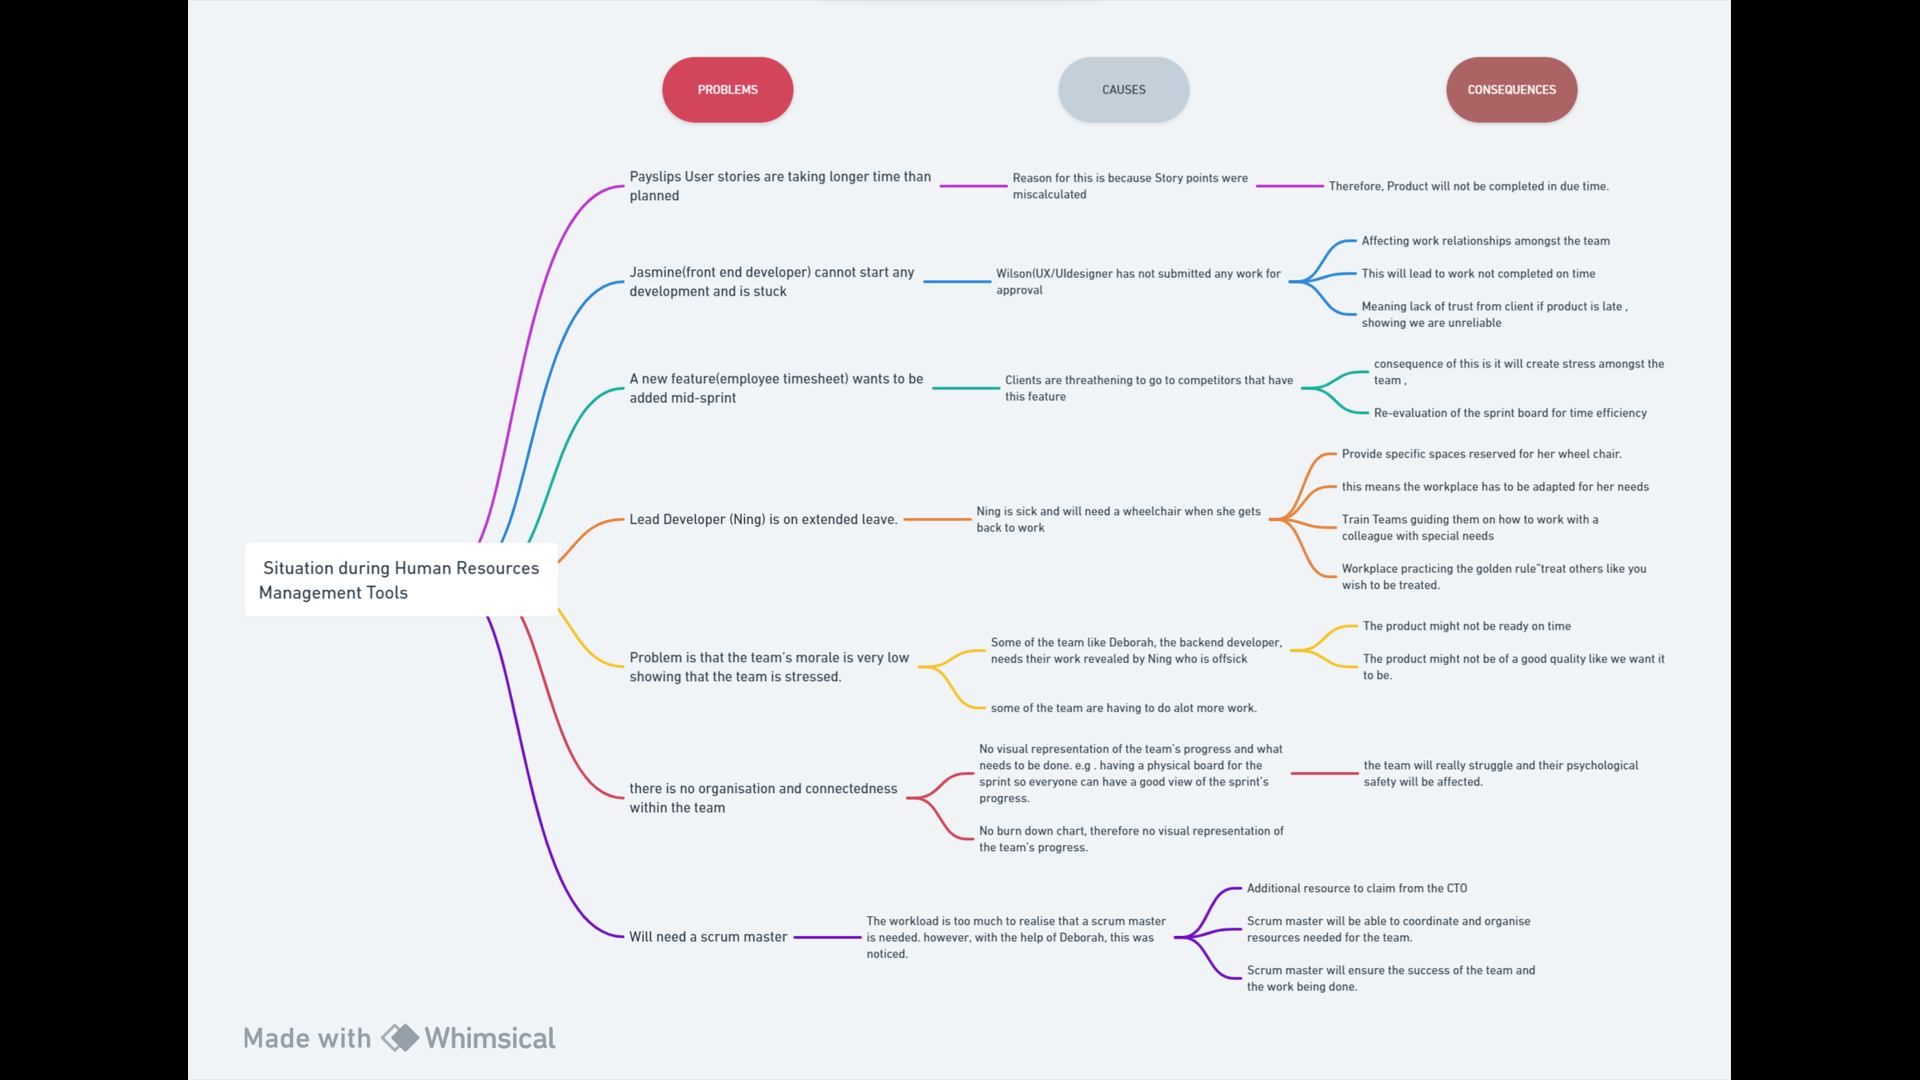 PROBLEMS
CAUSES
CONSEQUENCES
Payslips User stories are taking longer time than
planned
Reason for this is because Story points were
miscalculated
Therefore, Product will not be completed in due time.
Jasmine(front end developer) cannot start any
development and is stuck
Wilson(UX/UIdesigner has not submitted any work for
approval
Affecting work relationships amongst the team
This will lead to work not completed on time
Meaning lack of trust from client if product is late ,
showing we are unreliable
A new feature(employee timesheet) wants to be
added mid-sprint
Clients are threathening to go to competitors that have
this feature
consequence of this is it will create stress amongst the
team ,
Re-evaluation of the sprint board for time efficiency
Lead Developer (Ning) is on extended leave.
Ning is sick and will need a wheelchair when she gets
back to work
Provide specific spaces reserved for her wheel chair.
this means the workplace has to be adapted for her needs
Train Teams guiding them on how to work with a
colleague with special needs
Workplace practicing the golden rule"treat others like you
wish to be treated.
Situation during Human Resources
Management Tools
Problem is that the team's morale is very low
showing that the team is stressed.
Some of the team like Deborah, the backend developer,
needs their work revealed by Ning who is offsick
The product might not be ready on time
The product might not be of a good quality like we want it
to be.
some of the team are having to do alot more work.
there is no organisation and connectedness
within the team
No visual representation of the team's progress and what
needs to be done. e.g . having a physical board for the
sprint so everyone can have a good view of the sprint's
progress.
the team will really struggle and their psychological
safety will be affected.
No burn down chart, therefore no visual representation of
the team's progress.
Will need a scrum master
The workload is too much to realise that a scrum master
is needed. however, with the help of Deborah, this was
noticed.
Additional resource to claim from the CTO
Scrum master will be able to coordinate and organise
resources needed for the team.
Scrum master will ensure the success of the team and
the work being done.
Made with Whimsical